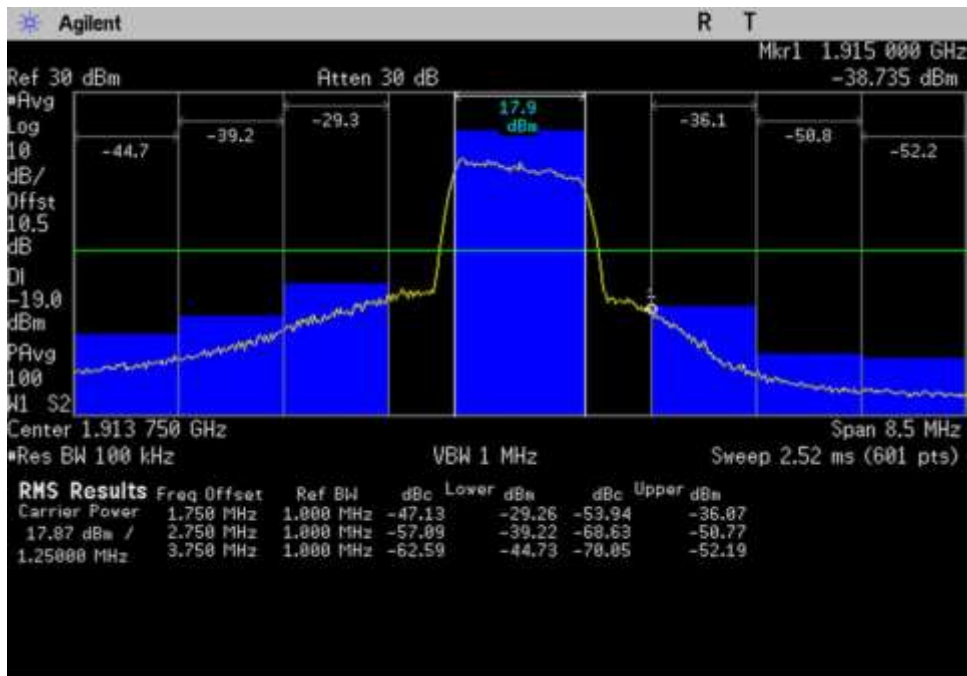 Agilent R T
Mkr1 1.915 000 GHz
Ref 30 dBm Atten 30 dB -38.735 dBm
#Avg
Log
10
dB/
Offst
10.5
dB
DI
-19.0
dBm
PAvg
100
W1 S2
-44.7 -39.2 -29.3 17.9 dBm -36.1 -50.8 -52.2
1
Center 1.913 750 GHz Span 8.5 MHz
#Res BW 100 kHz VBW 1 MHz Sweep 2.52 ms (601 pts)
RMS Results Freq Offset Ref BW dBc Lower dBm dBc Upper dBm
Carrier Power 1.750 MHz 1.000 MHz -47.13 -29.26 -53.94 -36.07
17.87 dBm / 2.750 MHz 1.000 MHz -57.09 -39.22 -68.63 -50.77
1.25000 MHz 3.750 MHz 1.000 MHz -62.59 -44.73 -70.05 -52.19